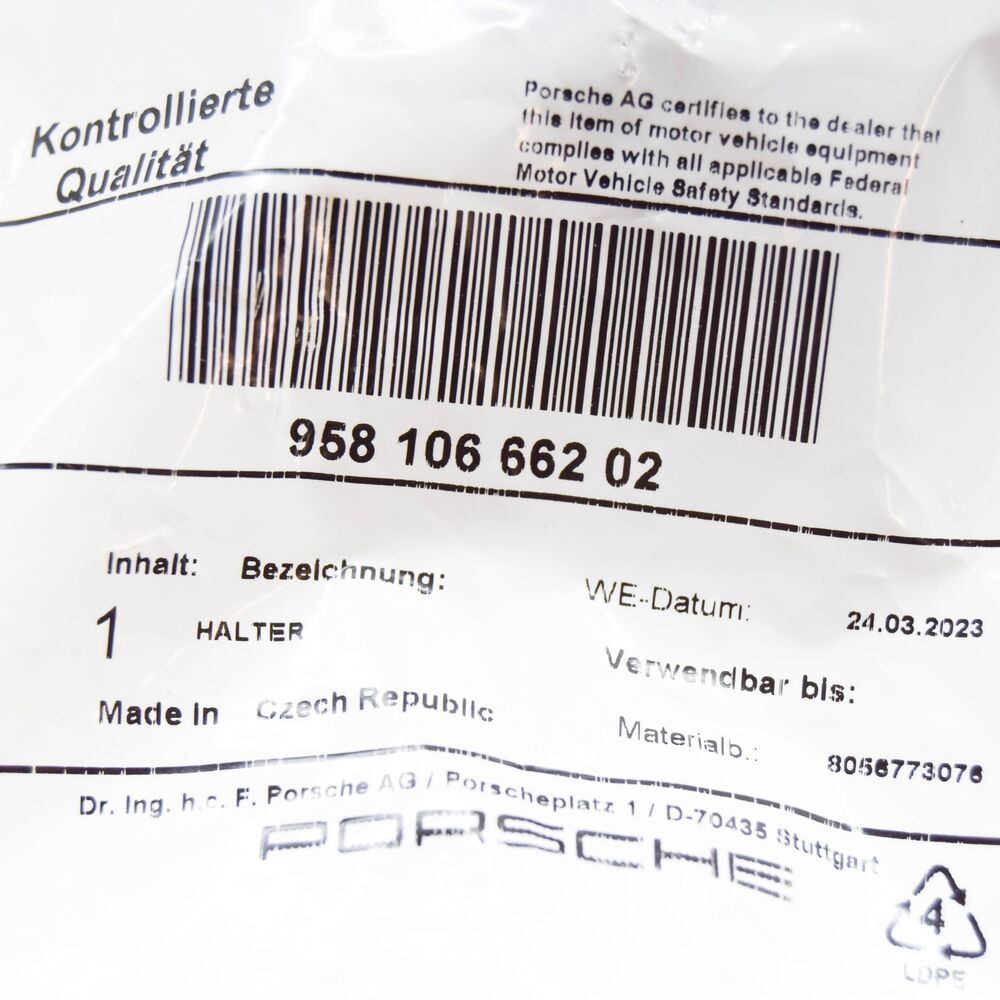 Kontrollierte
Qualität
Porsche AG certifies to the dealer that
this item of motor vehicle equipment
complies with all applicable Federal
Motor Vehicle Safety Standards.
958 106 662 02
Inhalt: Bezeichnung:
1 HALTER
WE-Datum: 24.03.2023
Verwendbar bis:
Made in Czech Republic
Materialb.: 8056773076
Dr. Ing. h.c. F. Porsche AG / Porscheplatz 1 / D-70435 Stuttgart
PORSCHE
4
LDPE